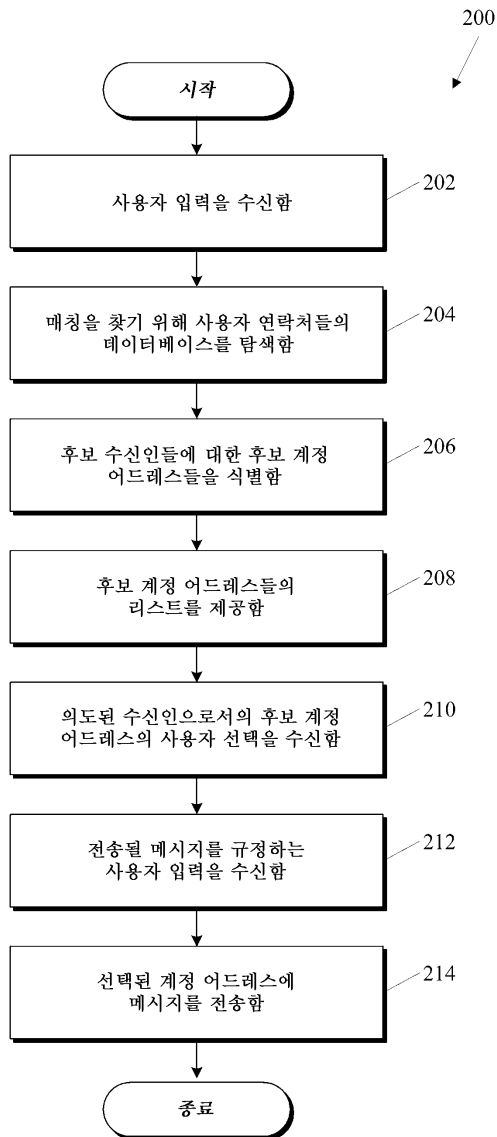 200
시작
사용자 입력을 수신함
202
매칭을 찾기 위해 사용자 연락처들의
데이터베이스를 탐색함
204
후보 수신인들에 대한 후보 계정
어드레스들을 식별함
206
후보 계정 어드레스들의
리스트를 제공함
208
의도된 수신인으로서의 후보 계정
어드레스의 사용자 선택을 수신함
210
전송될 메시지를 규정하는
사용자 입력을 수신함
212
선택된 계정 어드레스에
메시지를 전송함
214
종료